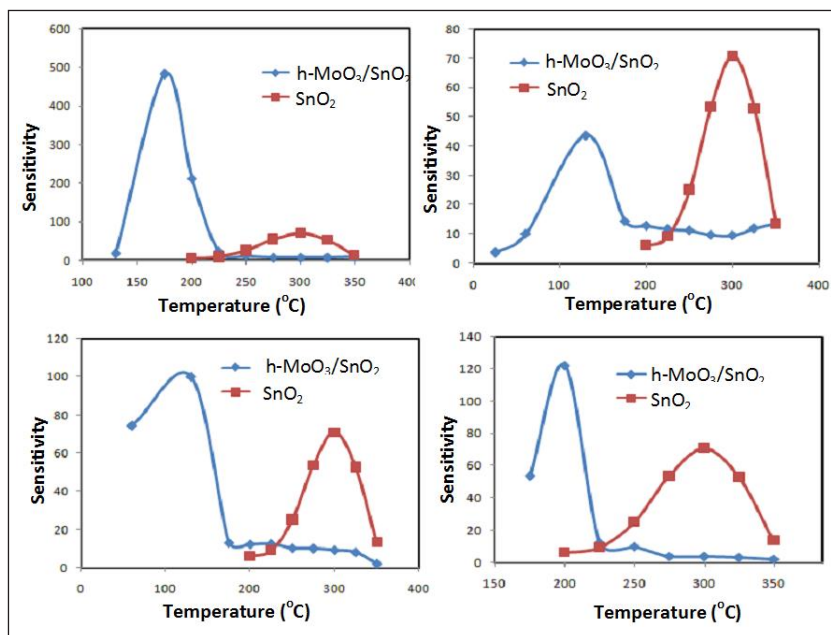 Sensitivity
600
500
400
300
200
100
0
h-MoO₃/SnO₂
SnO₂
100 150 200 250 300 350 400
Temperature (°C)
Sensitivity
80
70
60
50
40
30
20
10
0
h-MoO₃/SnO₂
SnO₂
0 100 200 300 400
Temperature (°C)
Sensitivity
120
100
80
60
40
20
0
h-MoO₃/SnO₂
SnO₂
0 100 200 300 400
Temperature (°C)
Sensitivity
140
120
100
80
60
40
20
0
h-MoO₃/SnO₂
SnO₂
150 200 250 300 350
Temperature (°C)